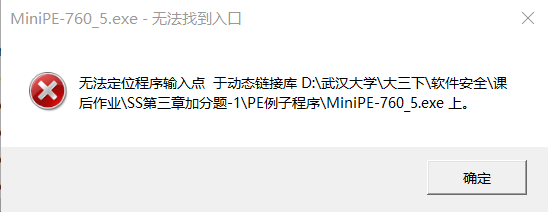 MiniPE-760_5.exe - 无法找到入口
无法定位程序输入点  于动态链接库 D:\武汉大学\大三下\软件安全\课
后作业\SS第三章加分题-1\PE例子程序\MiniPE-760_5.exe 上。
确定